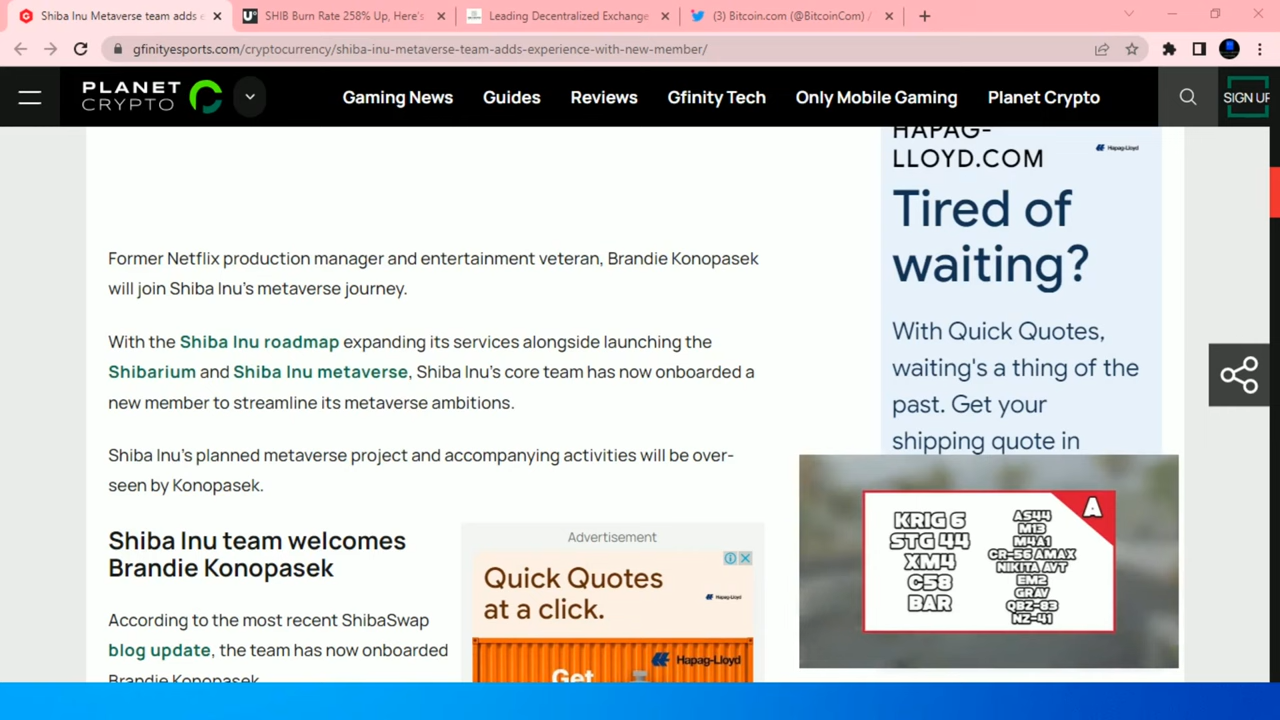 Shiba Inu Metaverse team adds e
SHIB Burn Rate 258% Up, Here's
Leading Decentralized Exchange
(3) Bitcoin.com (@BitcoinCom) /
gfinityesports.com/cryptocurrency/shiba-inu-metaverse-team-adds-experience-with-new-member/
PLANET
CRYPTO
Gaming News
Guides
Reviews
Gfinity Tech
Only Mobile Gaming
Planet Crypto
SIGN UP
HAPAG-
LLOYD.COM
Hapag-Lloyd
Tired of
waiting?
With Quick Quotes,
waiting's a thing of the
past. Get your
shipping quote in
Former Netflix production manager and entertainment veteran, Brandie Konopasek
will join Shiba Inu's metaverse journey.
With the Shiba Inu roadmap expanding its services alongside launching the
Shibarium and Shiba Inu metaverse, Shiba Inu's core team has now onboarded a
new member to streamline its metaverse ambitions.
Shiba Inu's planned metaverse project and accompanying activities will be over-
seen by Konopasek.
Shiba Inu team welcomes
Brandie Konopasek
According to the most recent ShibaSwap
blog update, the team has now onboarded
Brandie Konopasek
Advertisement
Quick Quotes
at a click.
Hapag-Lloyd
Hapag-Lloyd
Get
A
KRIG 6
STG 44
XM4
C58
BAR
AS44
M13
M4A1
CR-56 AMAX
NIKITA AVT
EM2
GRAV
QBZ-83
NZ-41